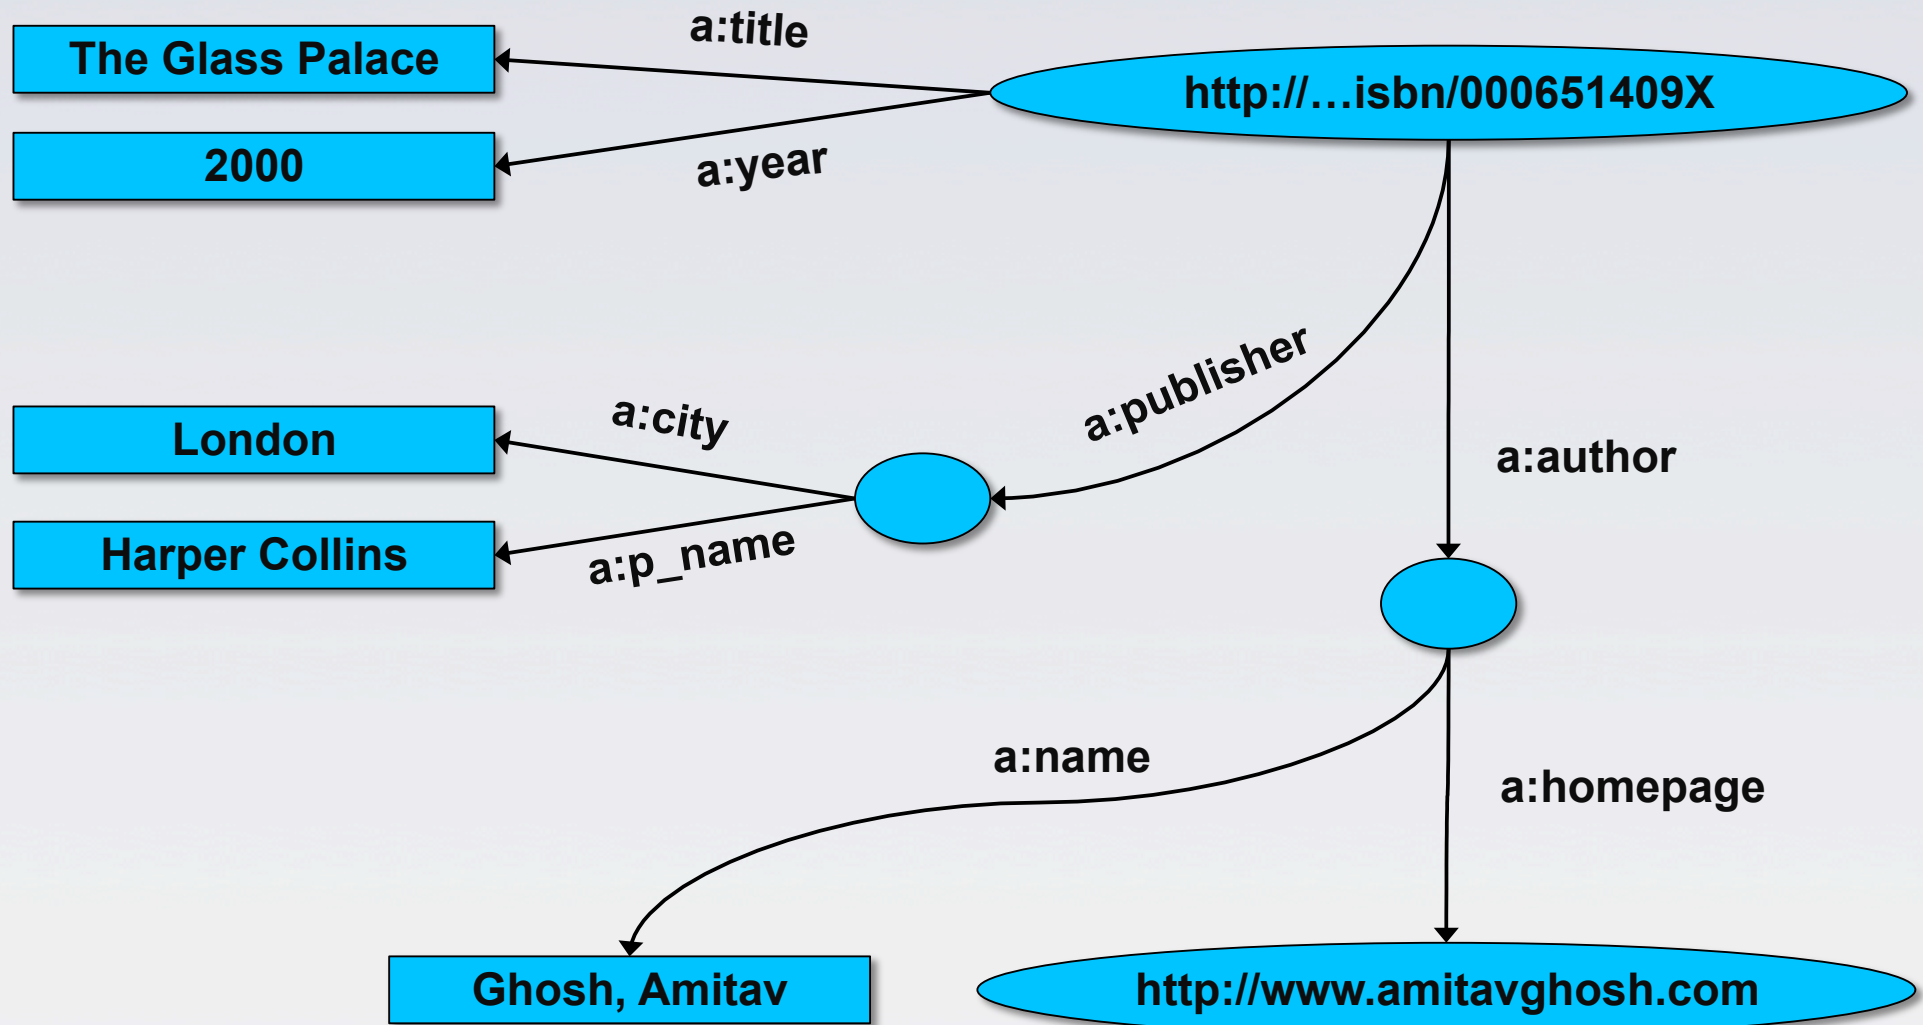 a:title
The Glass Palace
http://…isbn/000651409X
2000
a:year
a:publisher
a:city
London
a:author
Harper Collins
a:p_name
a:name
a:homepage
Ghosh, Amitav
http://www.amitavghosh.com